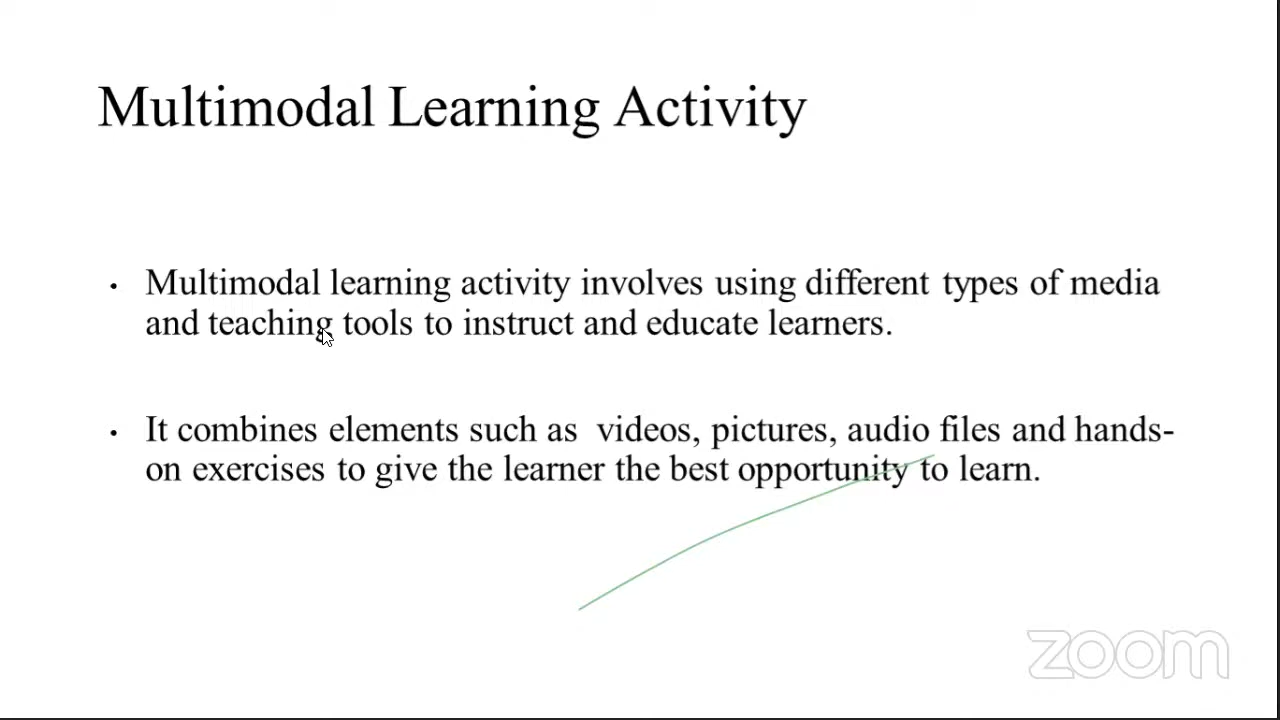 Multimodal Learning Activity
• Multimodal learning activity involves using different types of media
and teaching tools to instruct and educate learners.
• It combines elements such as  videos, pictures, audio files and hands-
on exercises to give the learner the best opportunity to learn.
zoom